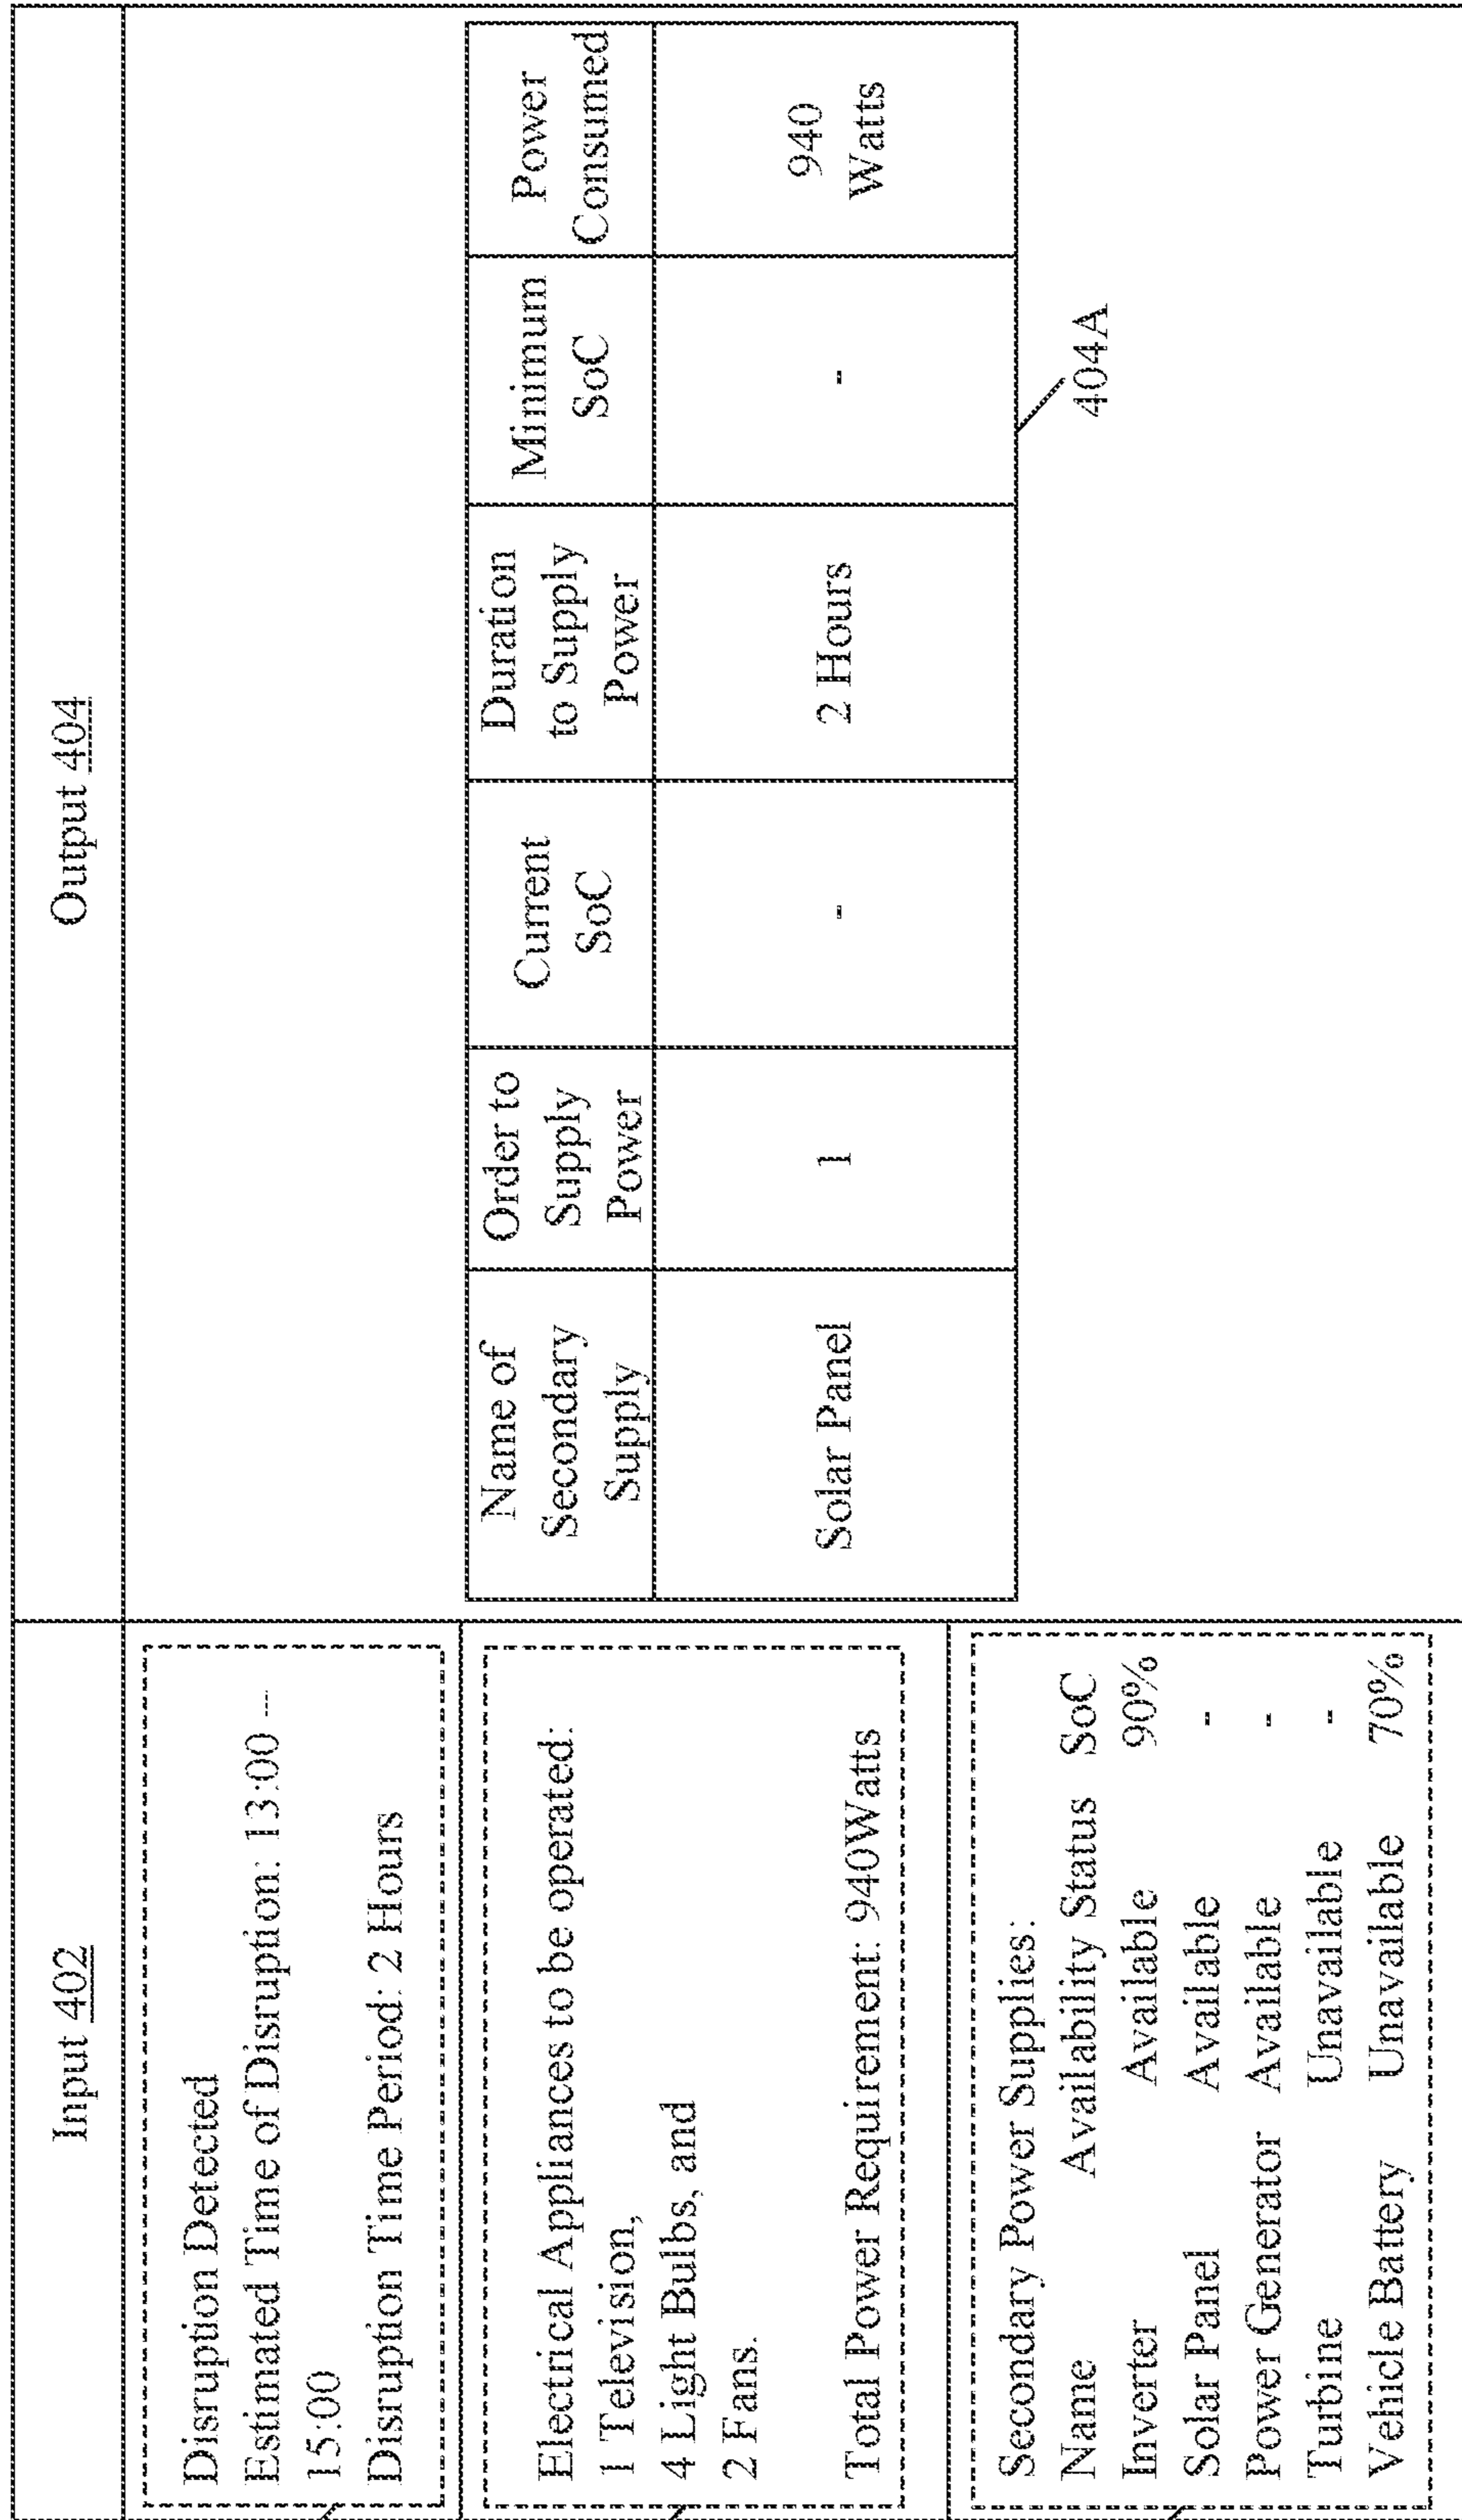 Input 402
Disruption Detected
Estimated Time of Disruption: 13:00 –
15:00
Disruption Time Period: 2 Hours
Electrical Appliances to be operated:
1 Television,
4 Light Bulbs, and
2 Fans.
Total Power Requirement: 940Watts
Secondary Power Supplies:
Name Availability Status SoC
Inverter Available 90%
Solar Panel Available -
Power Generator Available -
Turbine Unavailable -
Vehicle Battery Unavailable 70%
Output 404
Name of
Secondary
Supply
Order to
Supply
Power
Current
SoC
Duration
to Supply
Power
Minimum
SoC
Power
Consumed
Solar Panel
1
-
2 Hours
-
940
Watts
404A